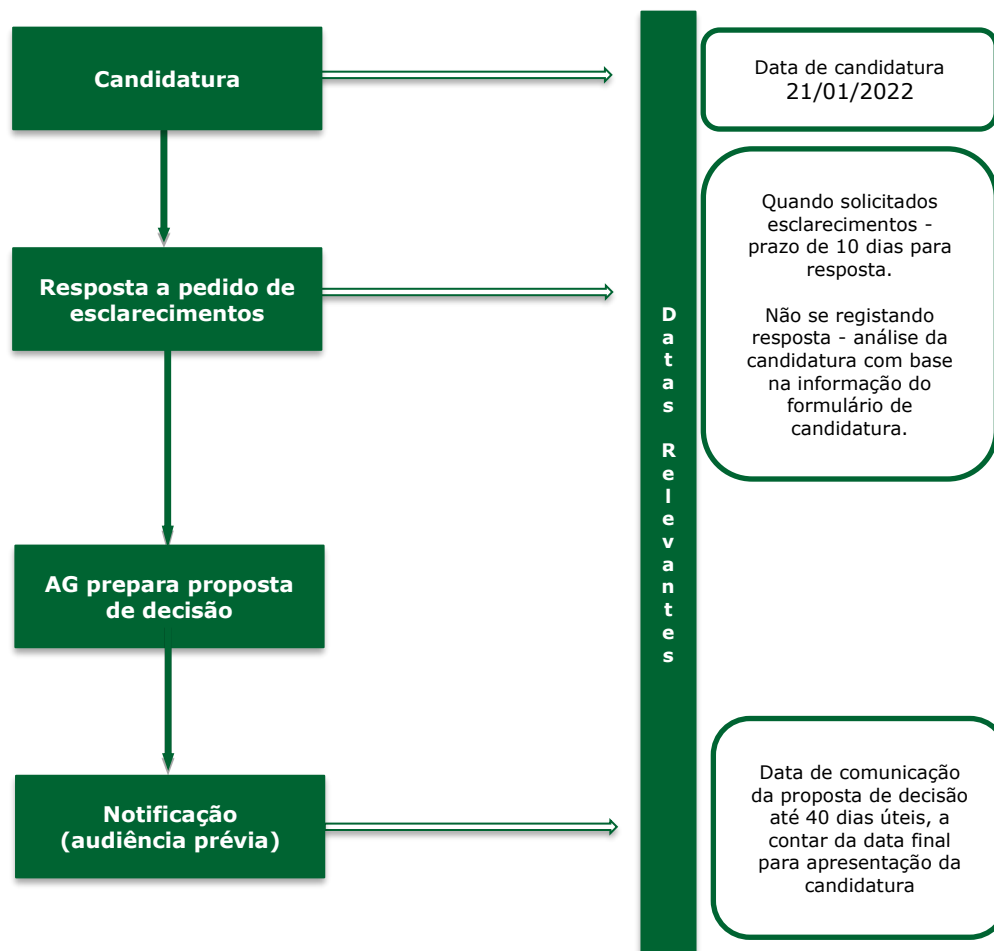 Candidatura
Data de candidatura
21/01/2022
Quando solicitados
esclarecimentos -
prazo de 10 dias para
resposta.
Não se registando
resposta - análise da
candidatura com base
na informação do
formulário de
candidatura.
Resposta a pedido de
esclarecimentos
Datas Relevantes
AG prepara proposta
de decisão
Notificação
(audiência prévia)
Data de comunicação
da proposta de decisão
até 40 dias úteis, a
contar da data final
para apresentação da
candidatura